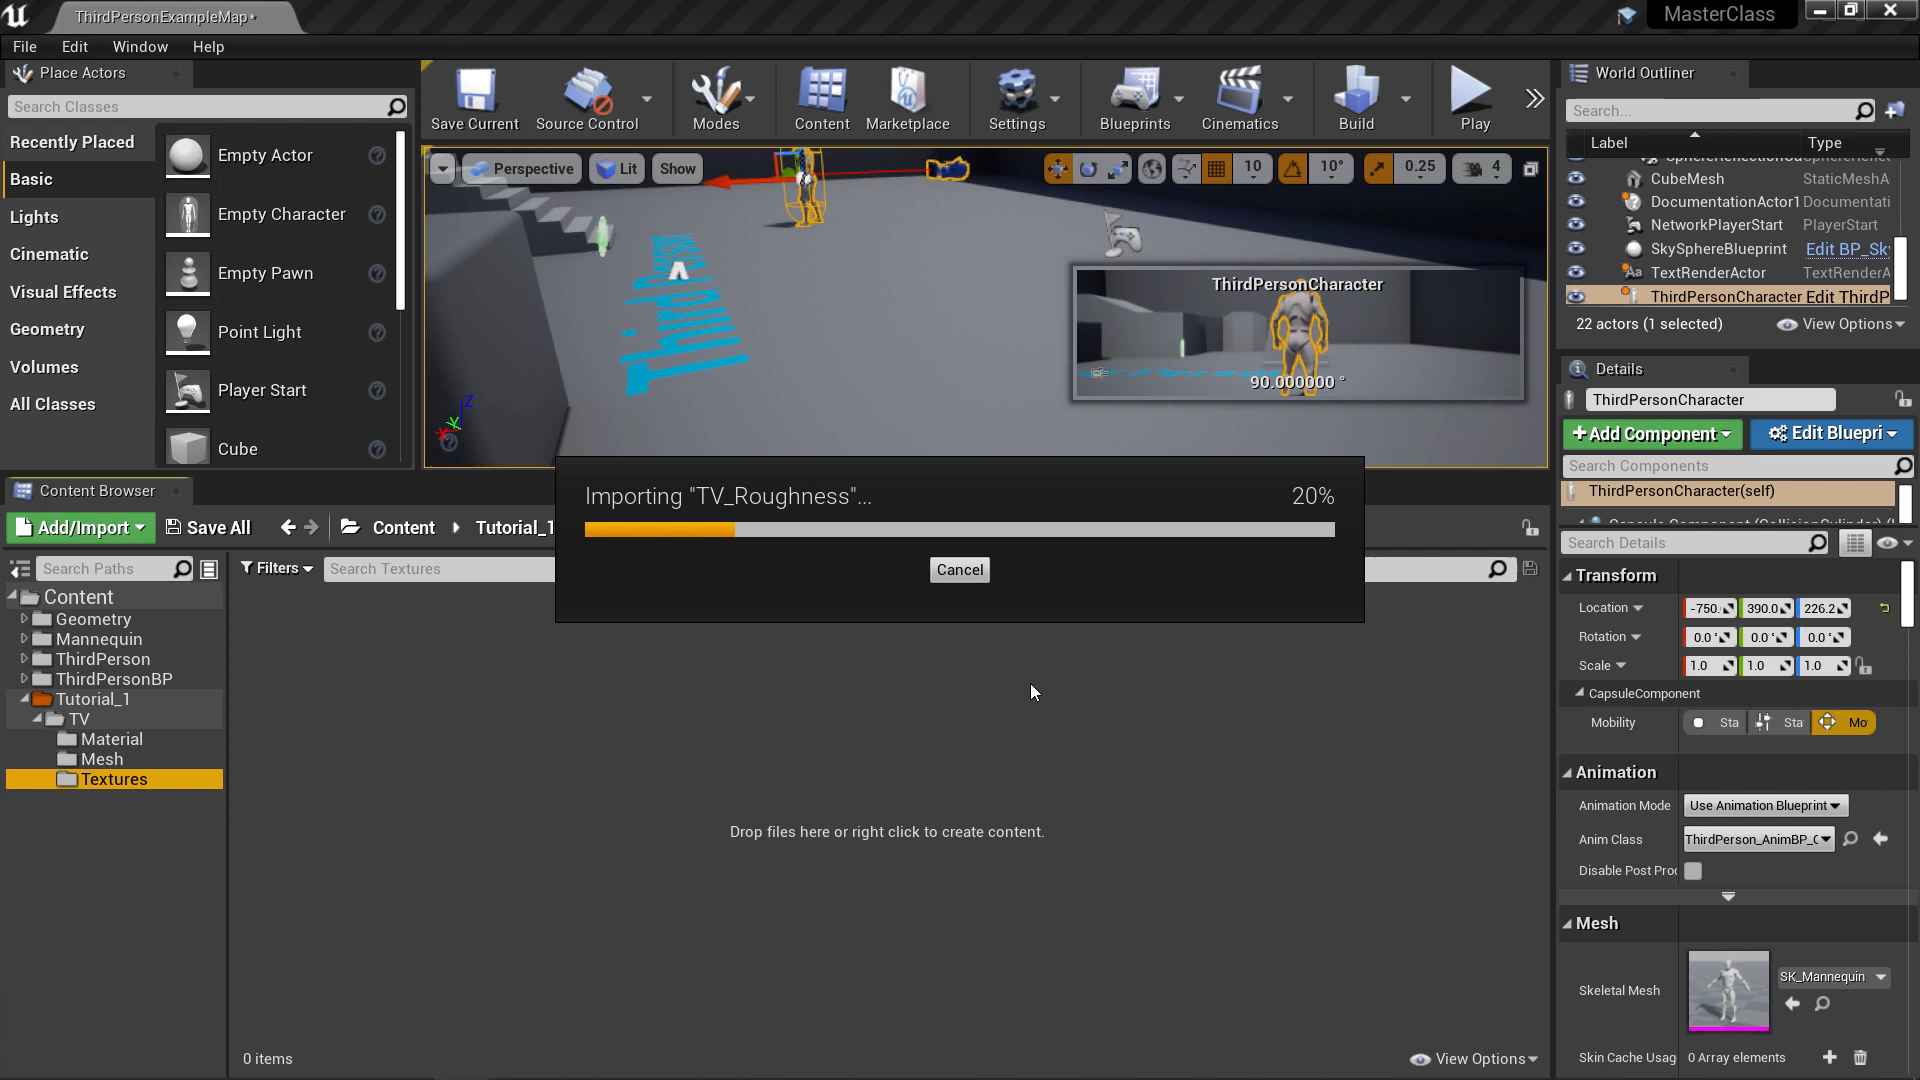 ThirdPersonExampleMap*
MasterClass
File Edit Window Help
Place Actors
Search Classes
Recently Placed
Basic
Lights
Cinematic
Visual Effects
Geometry
Volumes
All Classes
Empty Actor
Empty Character
Empty Pawn
Point Light
Player Start
Cube
Save Current
Source Control
Modes
Content
Marketplace
Settings
Blueprints
Cinematics
Build
Play
Perspective
Lit
Show
10
10°
0.25
4
ThirdPersonCharacter
90.000000 °
Z
Y
X
World Outliner
Search...
Label Type
CubeMesh StaticMeshA
DocumentationActor1 Documentati
NetworkPlayerStart PlayerStart
SkySphereBlueprint Edit BP_Sk
TextRenderActor TextRenderA
ThirdPersonCharacter Edit ThirdP
22 actors (1 selected)
View Options
Details
ThirdPersonCharacter
+Add Component
Edit Bluepri
Search Components
ThirdPersonCharacter(self)
Search Details
Transform
Location -750. 390.0 226.2
Rotation 0.0 ° 0.0 ° 0.0 °
Scale 1.0 1.0 1.0
CapsuleComponent
Mobility Sta Sta Mo
Animation
Animation Mode Use Animation Blueprint
Anim Class ThirdPerson_AnimBP_C
Disable Post Proc
Mesh
Skeletal Mesh
SK_Mannequin
Skin Cache Usag 0 Array elements
Content Browser
Add/Import
Save All
Content
Tutorial_1
Search Paths
Filters
Search Textures
Content
Geometry
Mannequin
ThirdPerson
ThirdPersonBP
Tutorial_1
TV
Material
Mesh
Textures
Importing "TV_Roughness"... 20%
Cancel
Drop files here or right click to create content.
0 items
View Options